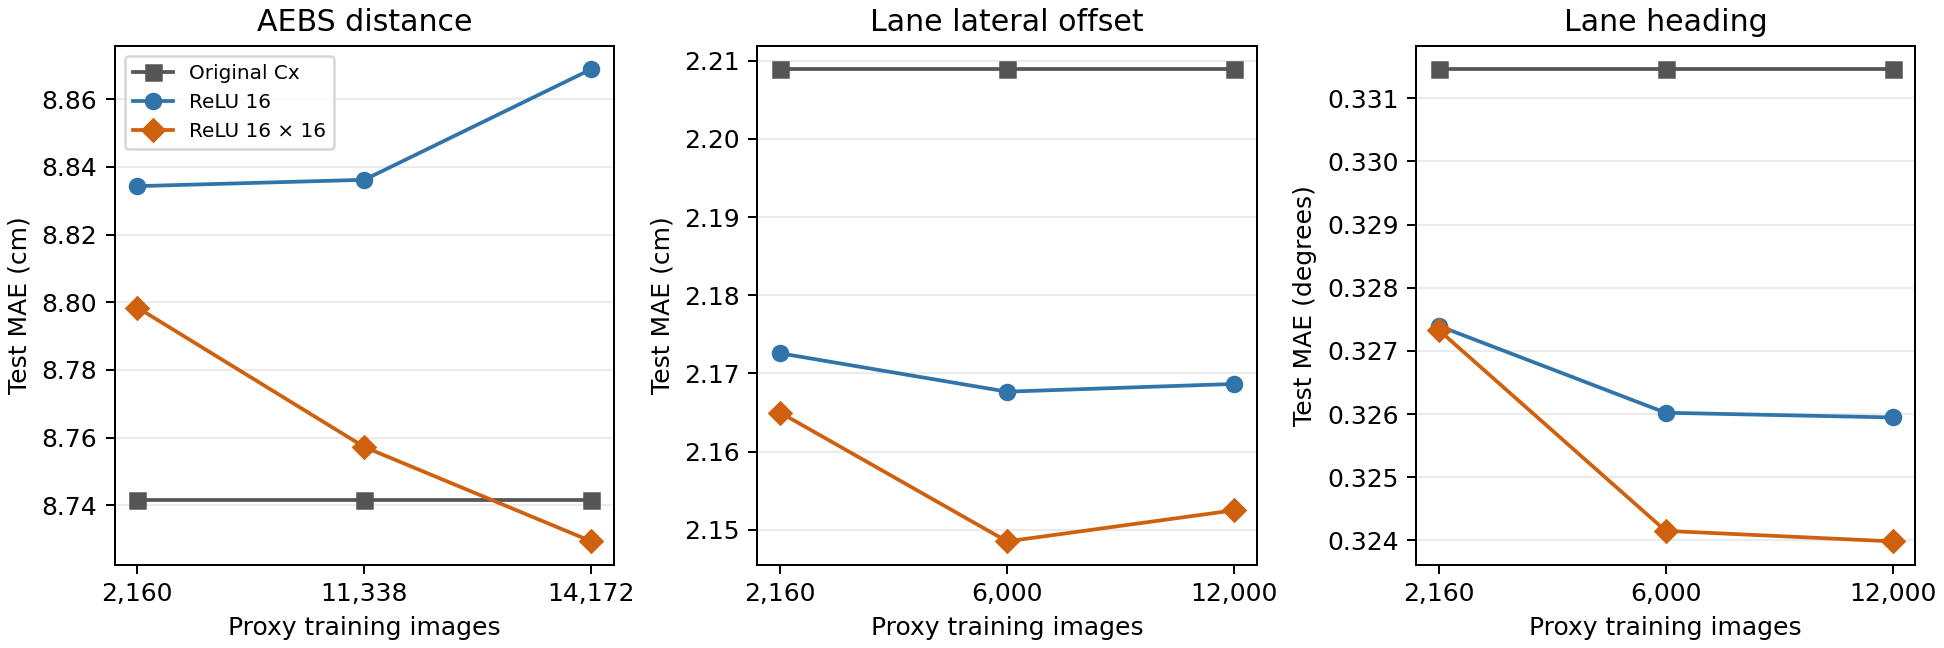 AEBS distance
Test MAE (cm)
8.86
8.84
8.82
8.80
8.78
8.76
8.74
Original Cx
ReLU 16
ReLU 16 × 16
2,160
11,338
14,172
Proxy training images
Lane lateral offset
Test MAE (cm)
2.21
2.20
2.19
2.18
2.17
2.16
2.15
2,160
6,000
12,000
Proxy training images
Lane heading
Test MAE (degrees)
0.331
0.330
0.329
0.328
0.327
0.326
0.325
0.324
2,160
6,000
12,000
Proxy training images